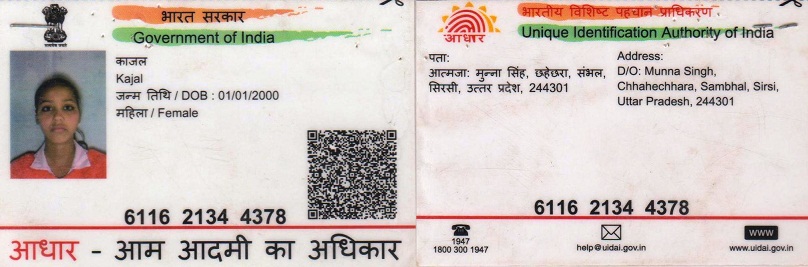 भारत सरकार
Government of India
काजल
Kajal
जन्म तिथि / DOB : 01/01/2000
महिला / Female
6116 2134 4378
आधार - आम आदमी का अधिकार
भारतीय विशिष्ट पहचान प्राधिकरण
Unique Identification Authority of India
आधार
पता:
आत्मजा: मुन्ना सिंह, छहेछरा, संभल,
सिरसी, उत्तर प्रदेश, 244301
Address:
D/O: Munna Singh,
Chhahechhara, Sambhal, Sirsi,
Uttar Pradesh, 244301
6116 2134 4378
1947
1800 300 1947
help@uidai.gov.in
www
www.uidai.gov.in